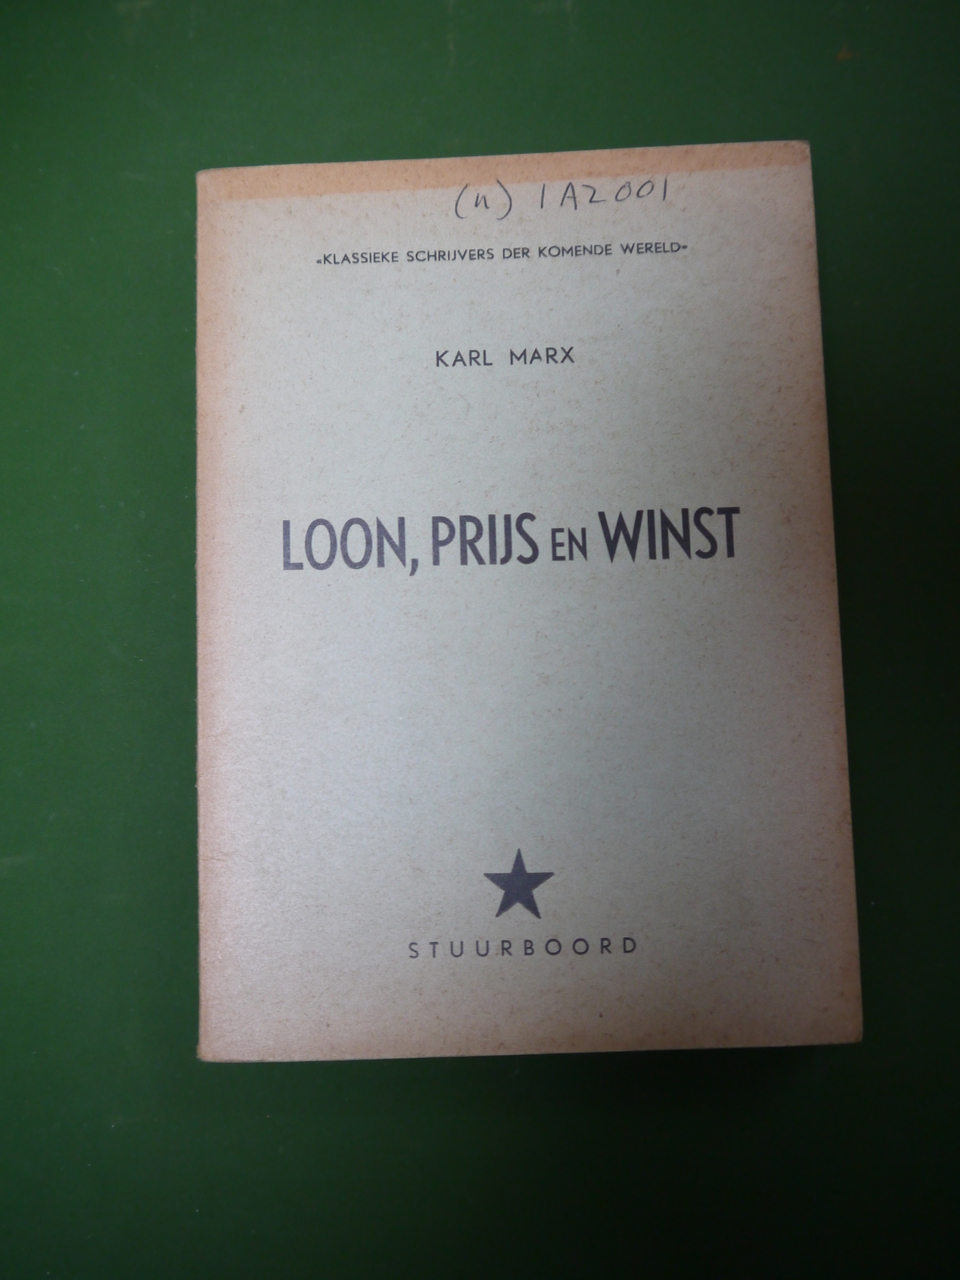 (n) 1A2001
«KLASSIEKE SCHRIJVERS DER KOMENDE WERELD»
KARL MARX
LOON, PRIJS EN WINST
STUURBOORD